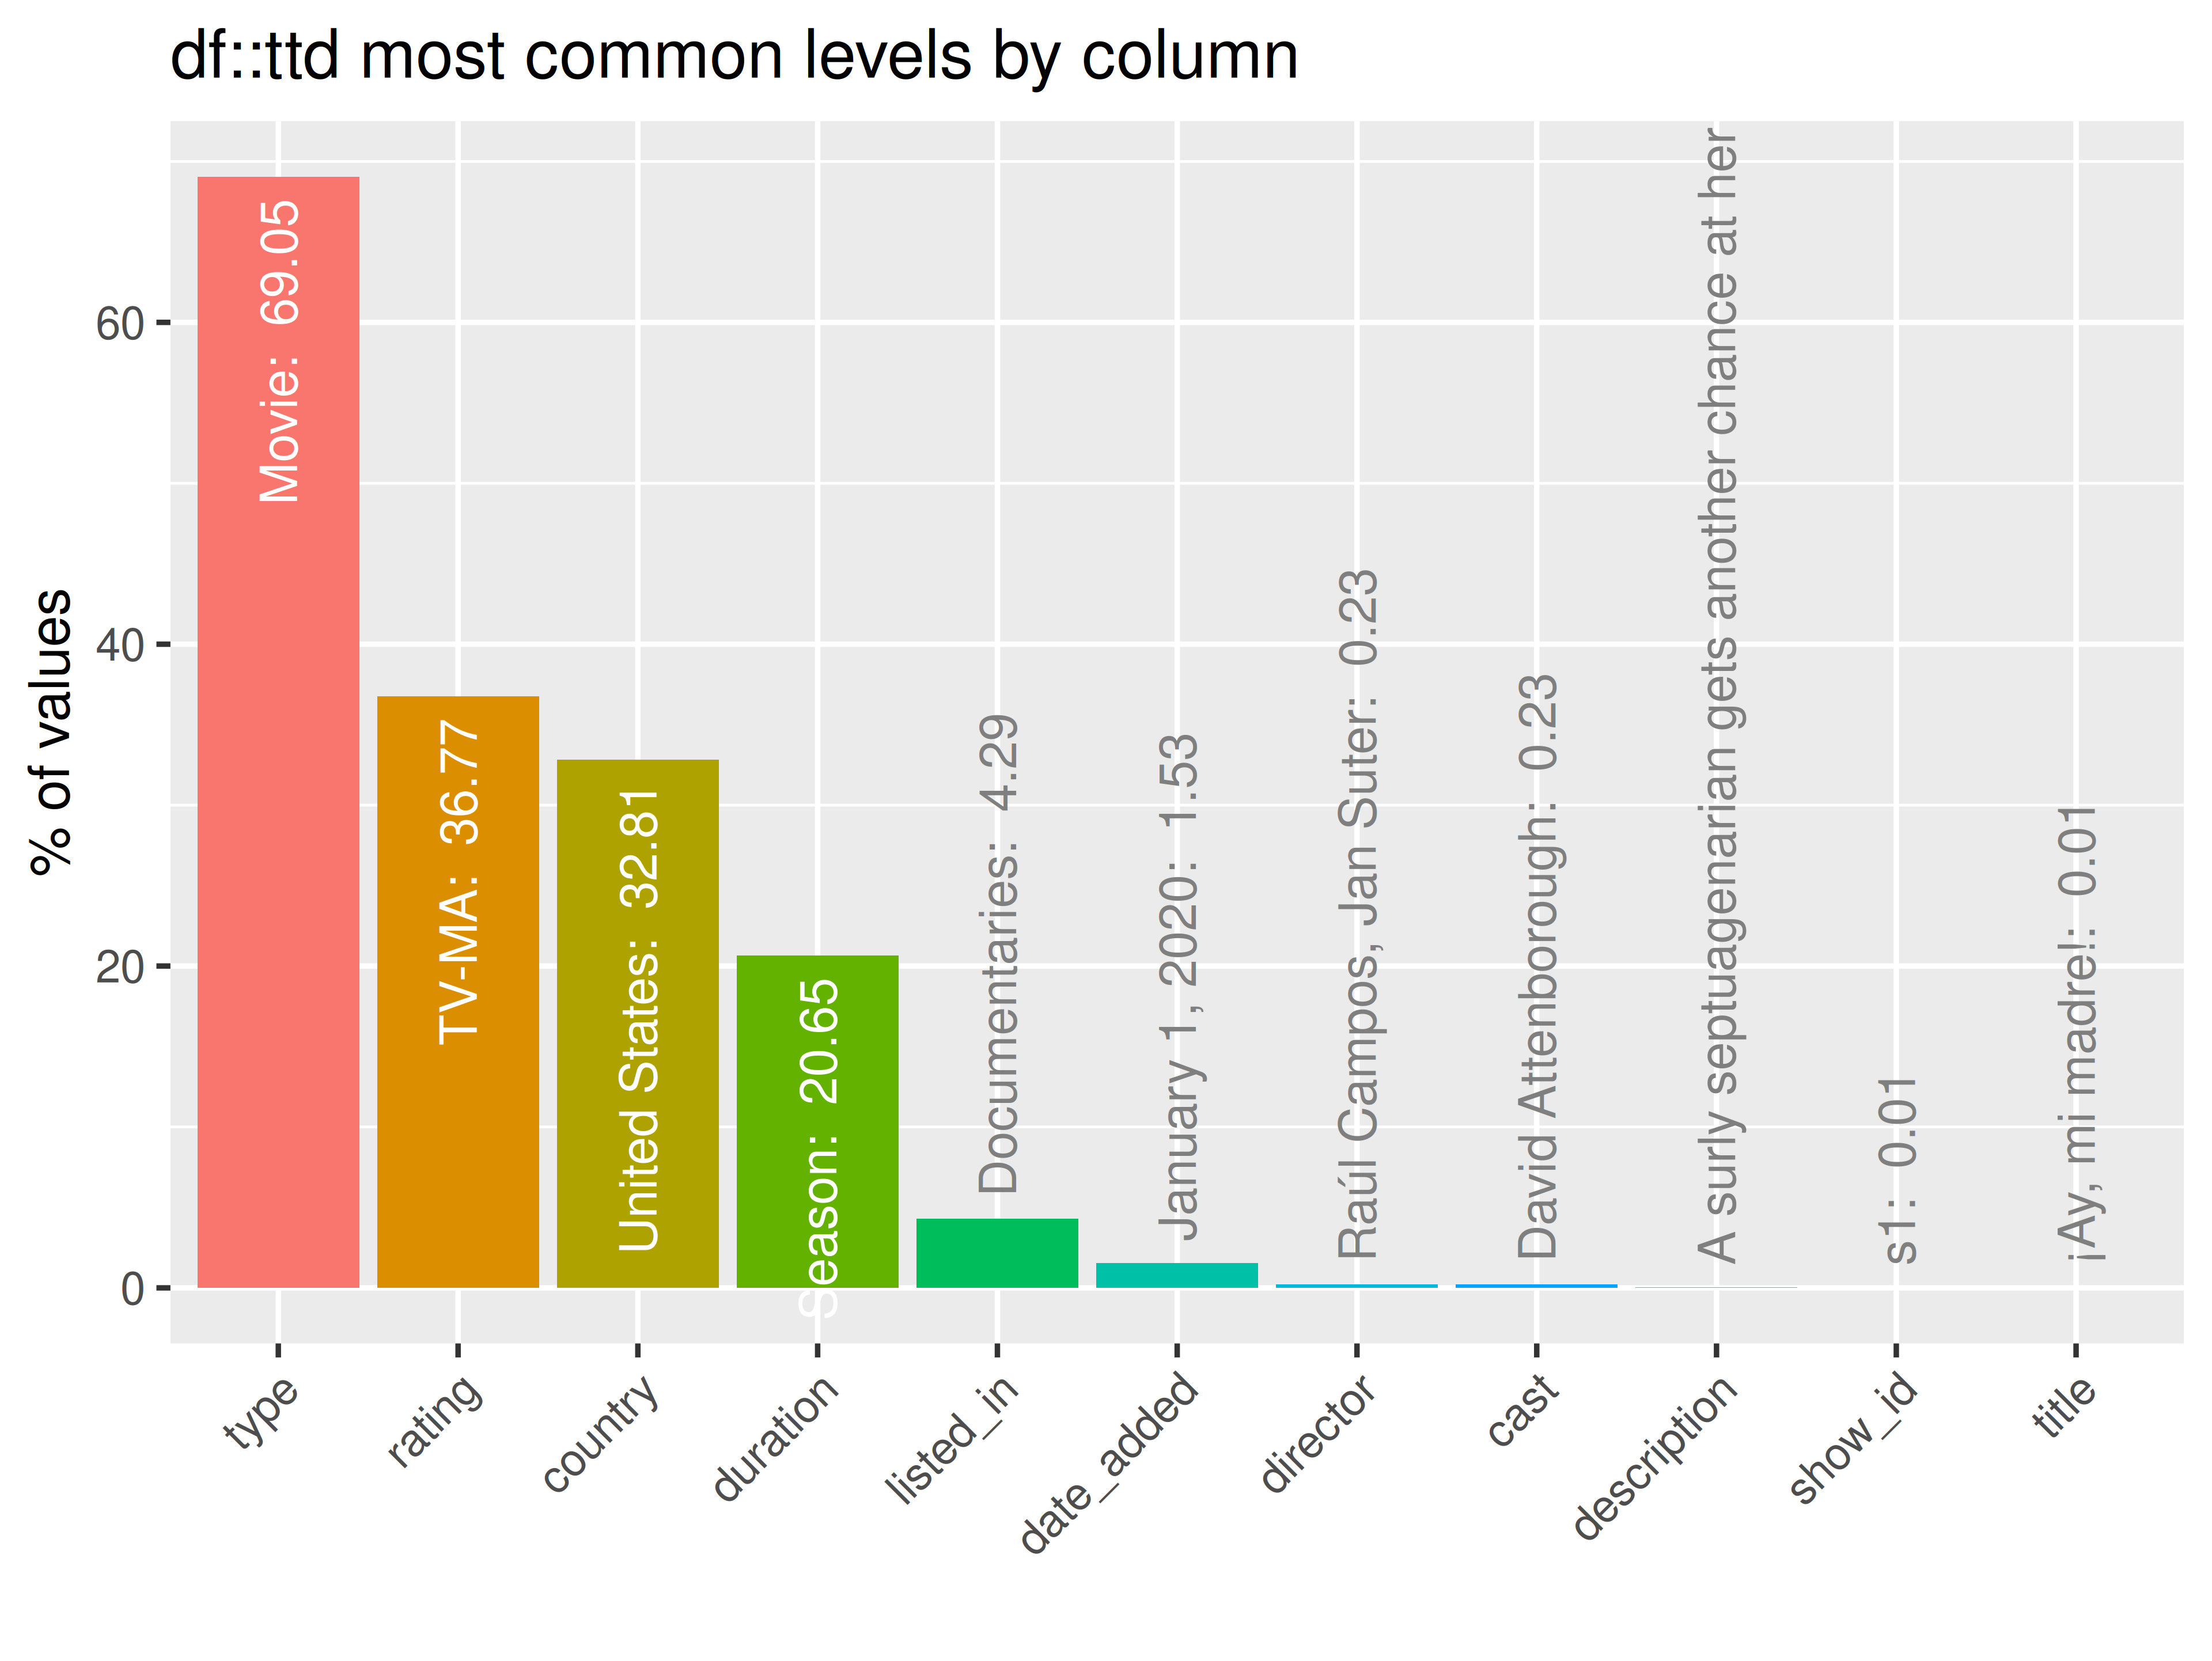 df::ttd most common levels by column
% of values
60
40
20
0
Movie: 69.05
TV-MA: 36.77
United States: 32.81
Season: 20.65
Documentaries: 4.29
January 1, 2020: 1.53
Raúl Campos, Jan Suter: 0.23
David Attenborough: 0.23
A surly septuagenarian gets another chance at her
s1: 0.01
¡Ay, mi madre!: 0.01
type
rating
country
duration
listed_in
date_added
director
cast
description
show_id
title